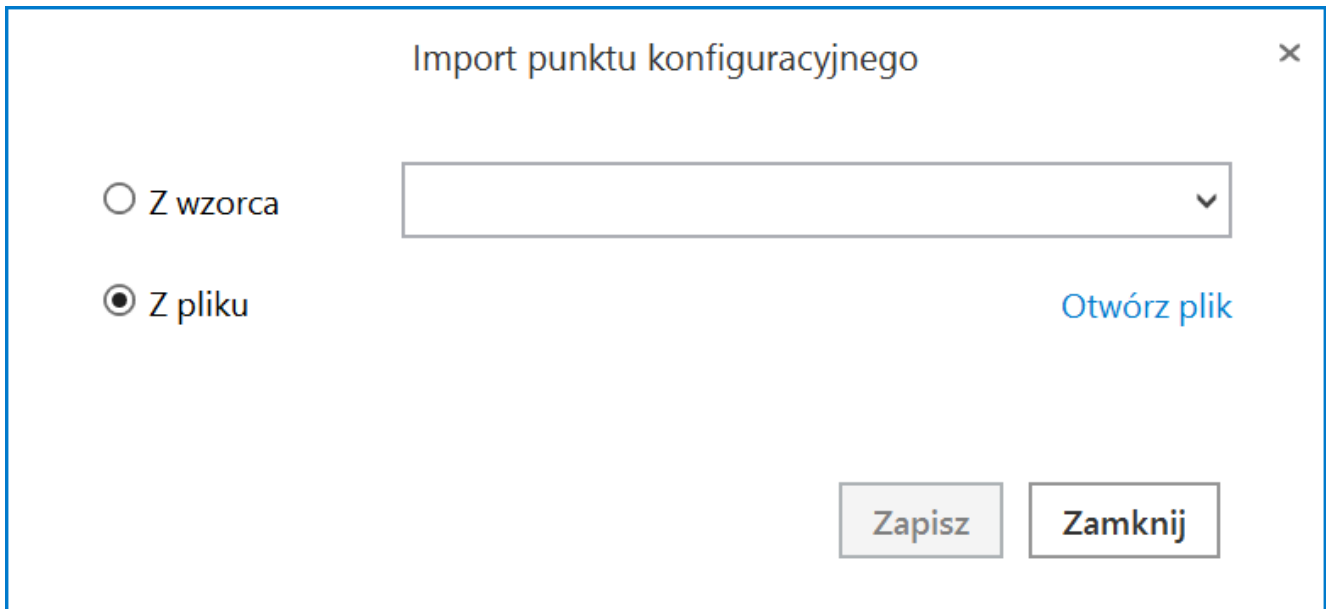 Import punktu konfiguracyjnego
Z wzorca
Z pliku
Otwórz plik
Zapisz
Zamknij